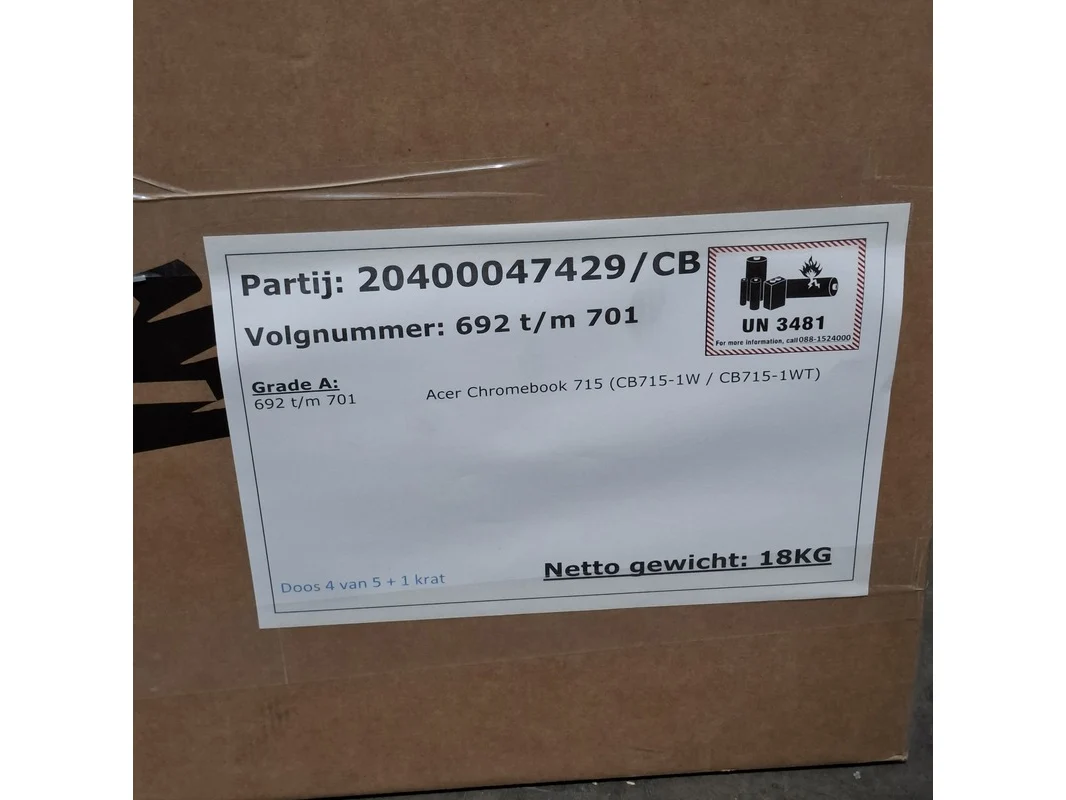 Partij: 20400047429/CB
Volgnummer: 692 t/m 701
UN 3481
For more information, call 088-1524000
Grade A:
692 t/m 701
Acer Chromebook 715 (CB715-1W / CB715-1WT)
Netto gewicht: 18KG
Doos 4 van 5 + 1 krat